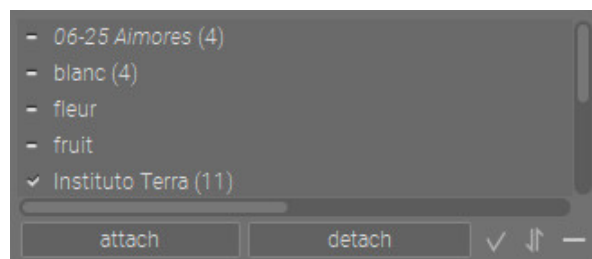 06-25 Aimores (4)
blanc (4)
fleur
fruit
Instituto Terra (11)
attach detach